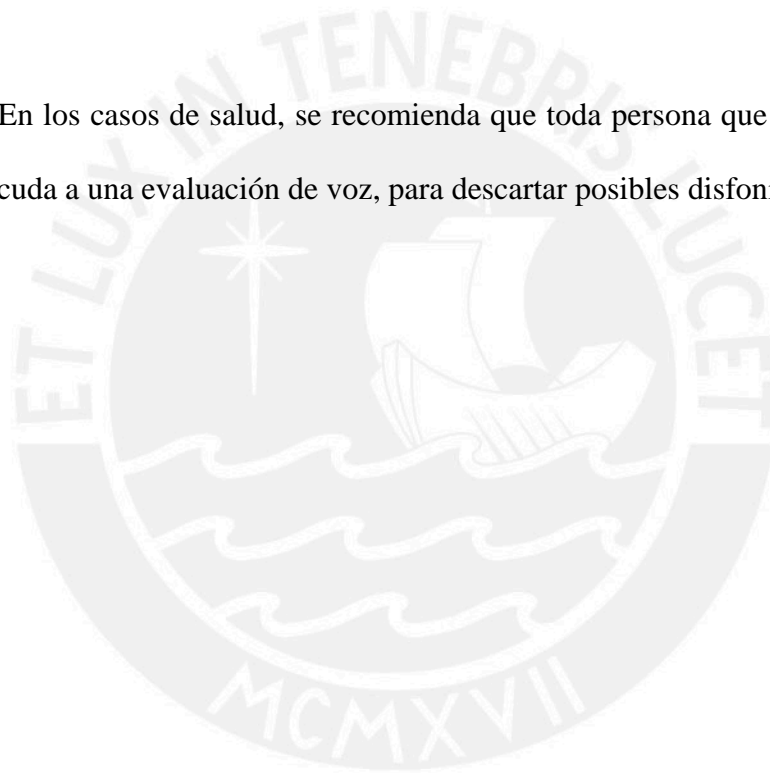 En los casos de salud, se recomienda que toda persona que
cuda a una evaluación de voz, para descartar posibles disfoni
ET LUX IN TENEBRIS LUCET
MCMXVII